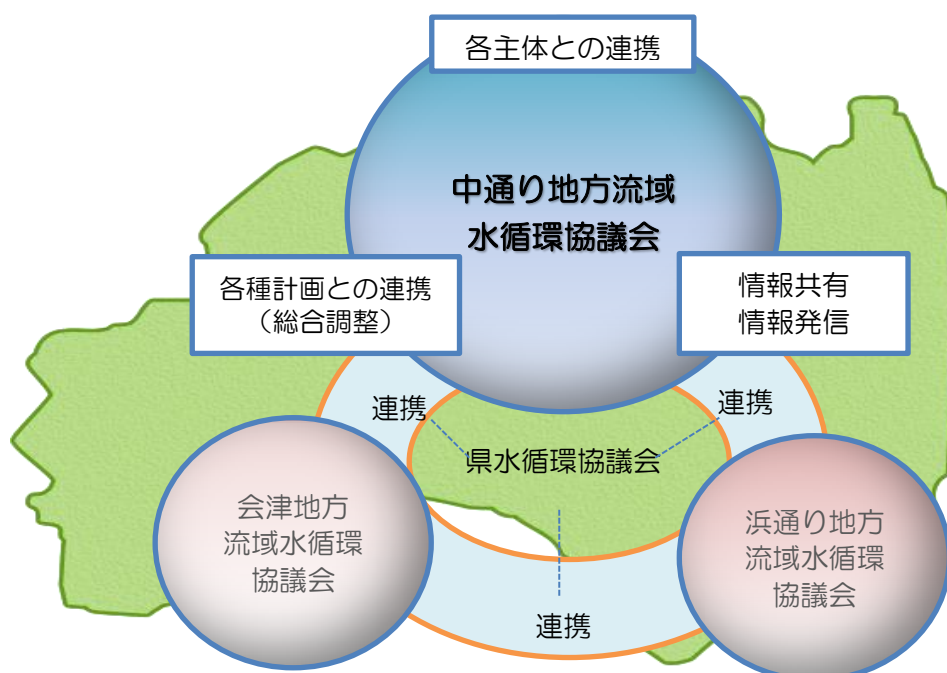 各主体との連携
中通り地方流域
水循環協議会
各種計画との連携
（総合調整）
情報共有
情報発信
連携
連携
県水循環協議会
会津地方
流域水循環
協議会
浜通り地方
流域水循環
協議会
連携